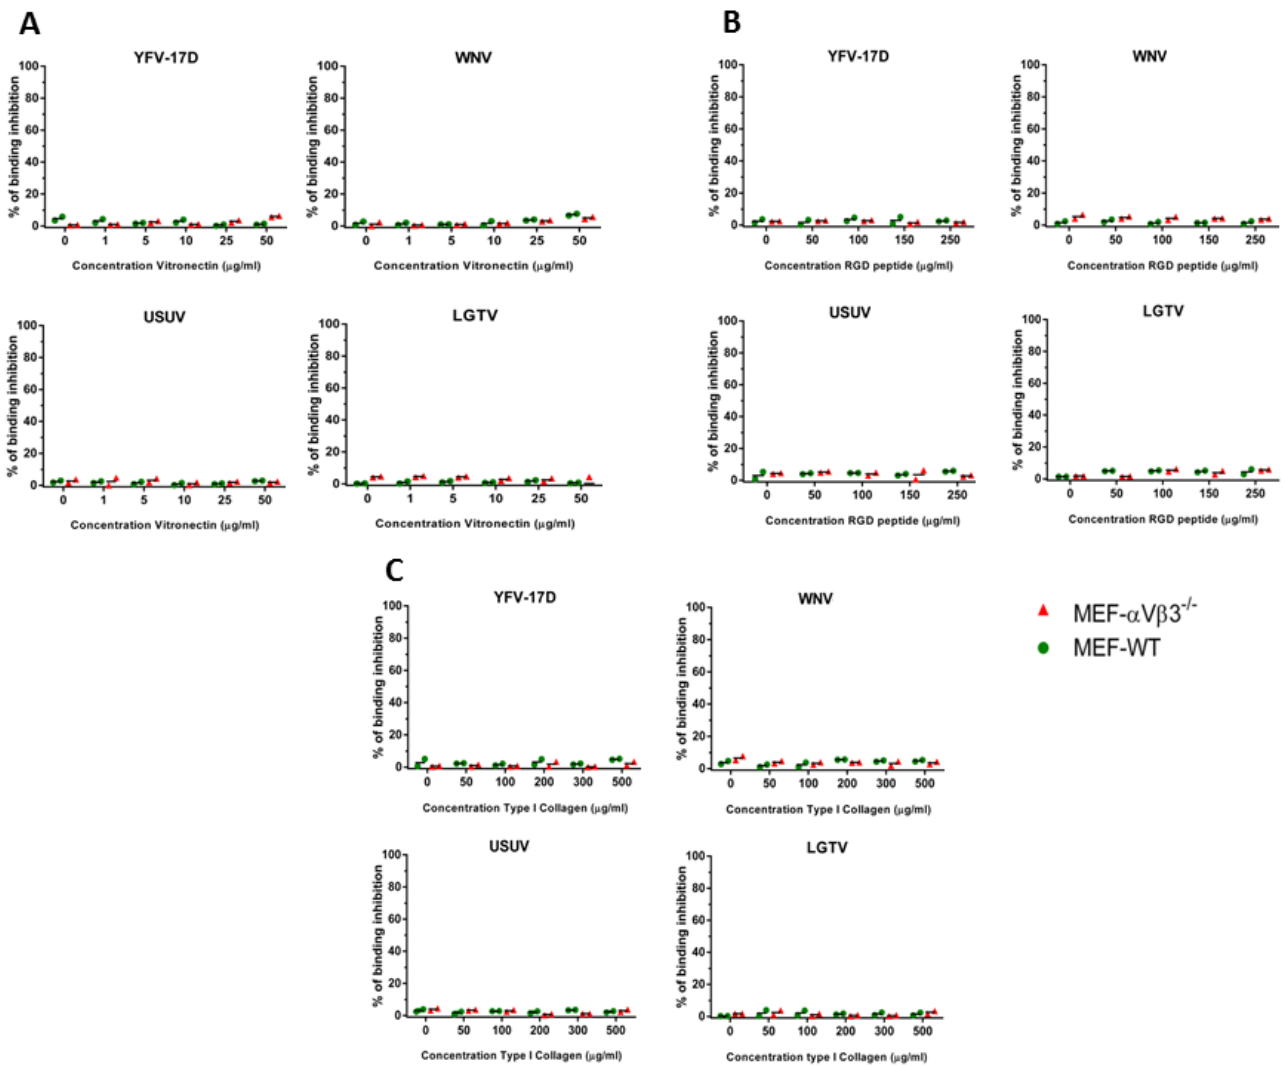 A
YFV-17D
% of binding inhibition
100
80
60
40
20
0
0 1 5 10 25 50
Concentration Vitronectin (μg/ml)
WNV
% of binding inhibition
100
80
60
40
20
0
0 1 5 10 25 50
Concentration Vitronectin (μg/ml)
USUV
% of binding inhibition
100
80
60
40
20
0
0 1 5 10 25 50
Concentration Vitronectin (μg/ml)
LGTV
% of binding inhibition
100
80
60
40
20
0
0 1 5 10 25 50
Concentration Vitronectin (μg/ml)
B
YFV-17D
% of binding inhibition
100
80
60
40
20
0
0 50 100 150 250
Concentration RGD peptide (μg/ml)
WNV
% of binding inhibition
100
80
60
40
20
0
0 50 100 150 250
Concentration RGD peptide (μg/ml)
USUV
% of binding inhibition
100
80
60
40
20
0
0 50 100 150 250
Concentration RGD peptide (μg/ml)
LGTV
% of binding inhibition
100
80
60
40
20
0
0 50 100 150 250
Concentration RGD peptide (μg/ml)
C
YFV-17D
% of binding inhibition
100
80
60
40
20
0
0 50 100 200 300 500
Concentration Type I Collagen (μg/ml)
WNV
% of binding inhibition
100
80
60
40
20
0
0 50 100 200 300 500
Concentration Type I Collagen (μg/ml)
USUV
% of binding inhibition
100
80
60
40
20
0
0 50 100 200 300 500
Concentration Type I Collagen (μg/ml)
LGTV
% of binding inhibition
100
80
60
40
20
0
0 50 100 200 300 500
Concentration type I Collagen (μg/ml)
MEF-αVβ3-/-
MEF-WT